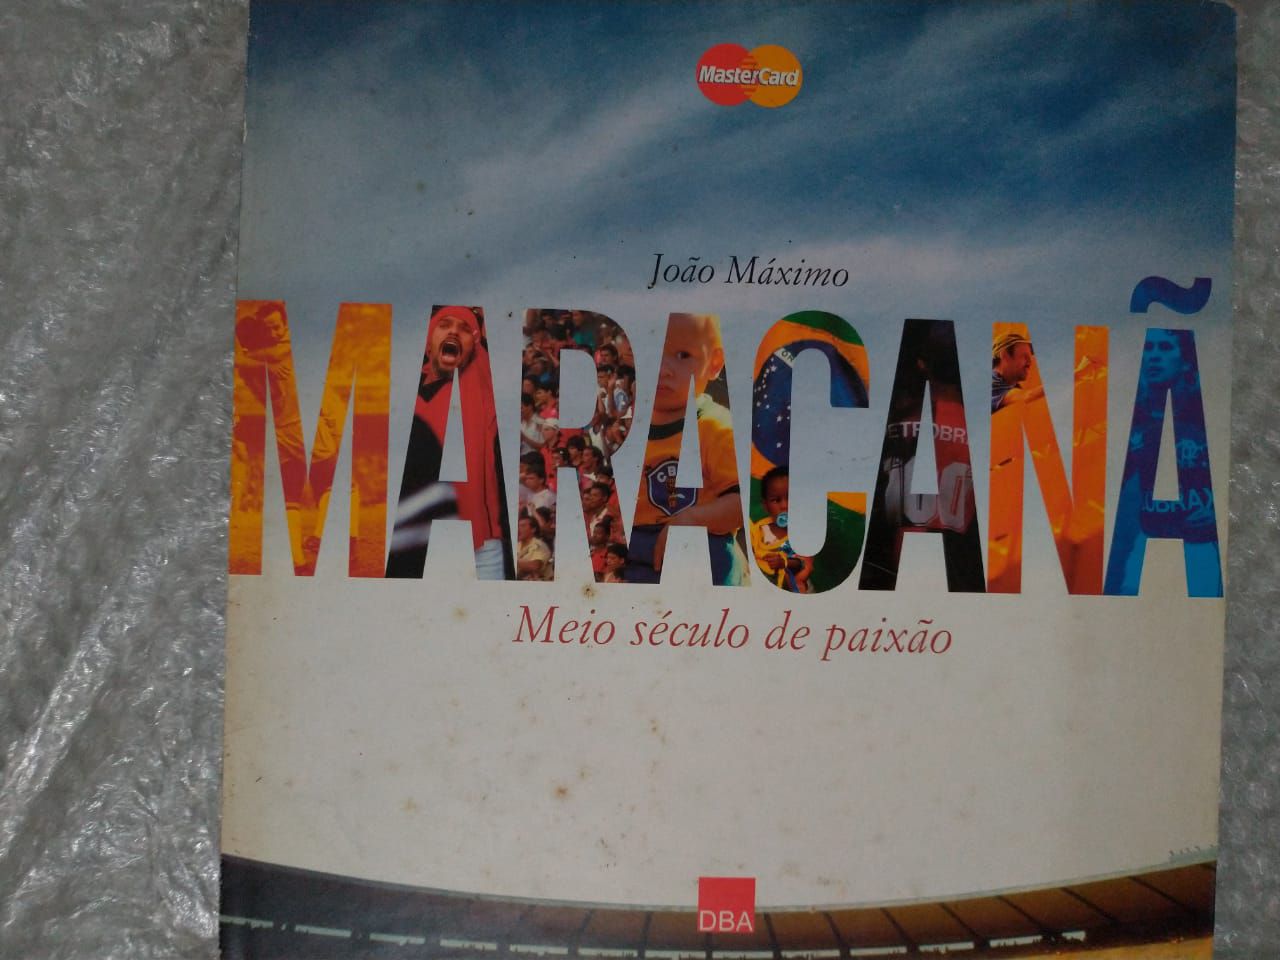 MasterCard
João Máximo
MARACANÃ
Meio século de paixão
DBA